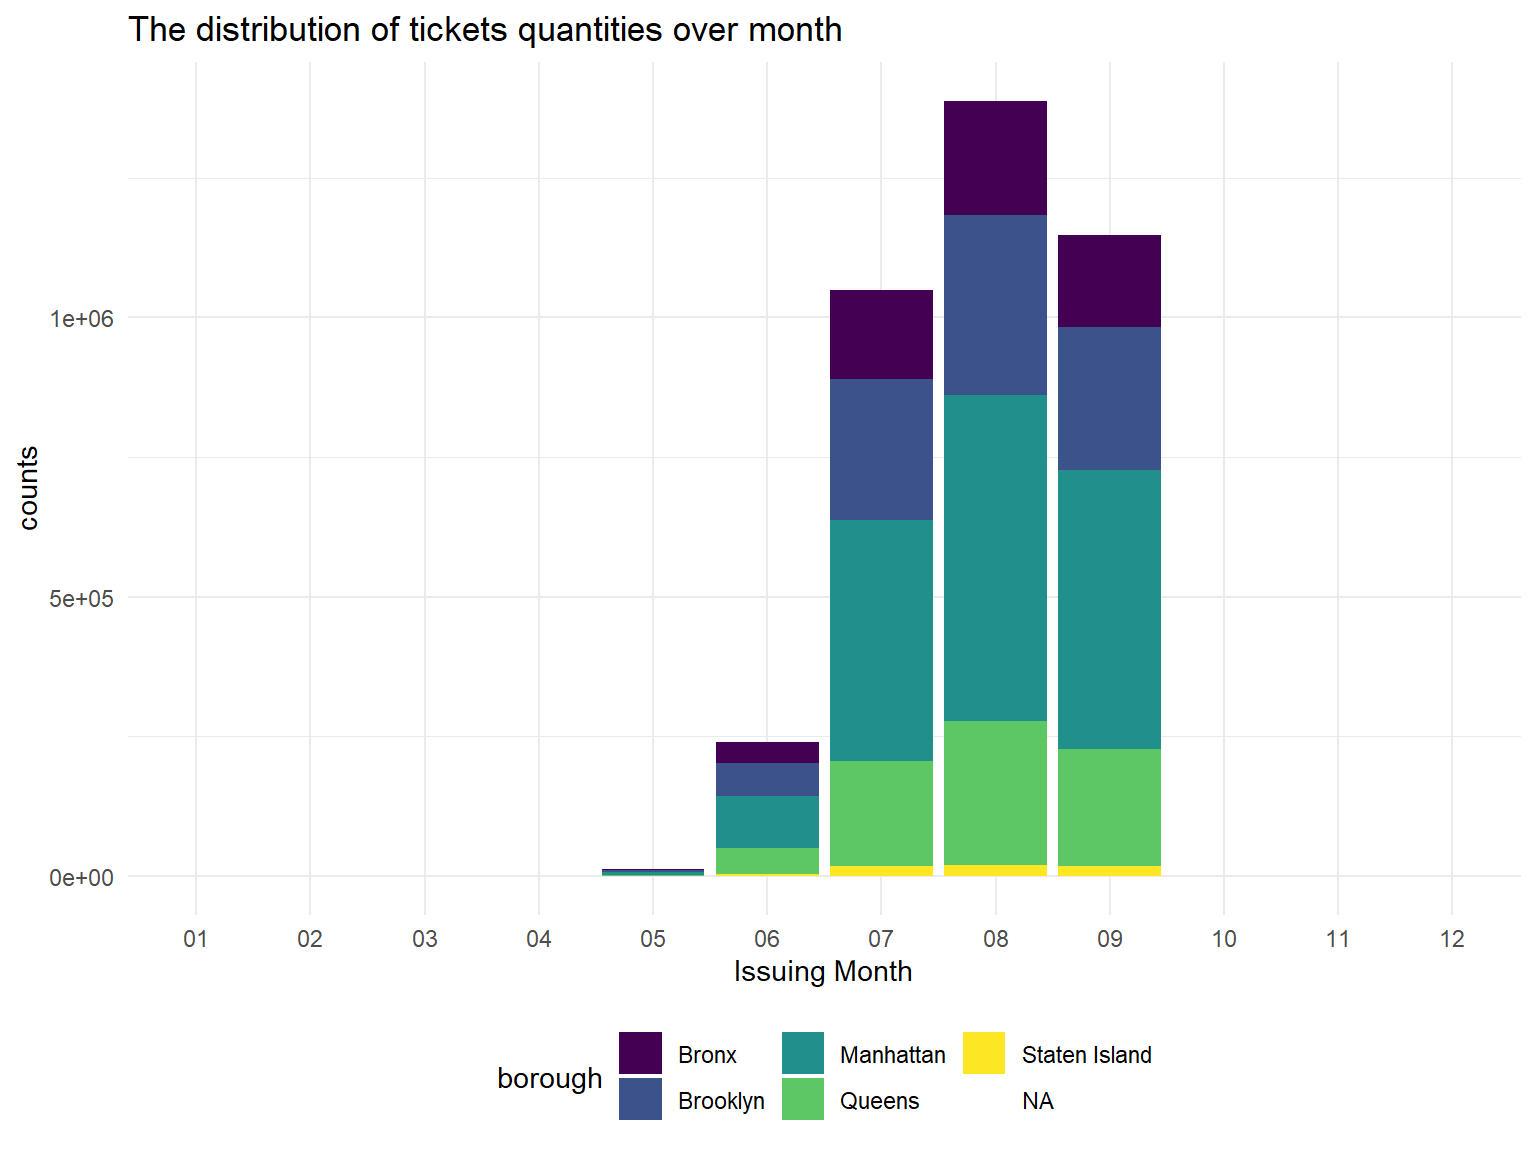 The distribution of tickets quantities over month
counts
1e+06
5e+05
0e+00
01 02 03 04 05 06 07 08 09 10 11 12
Issuing Month
borough
Bronx Manhattan Staten Island
Brooklyn Queens NA